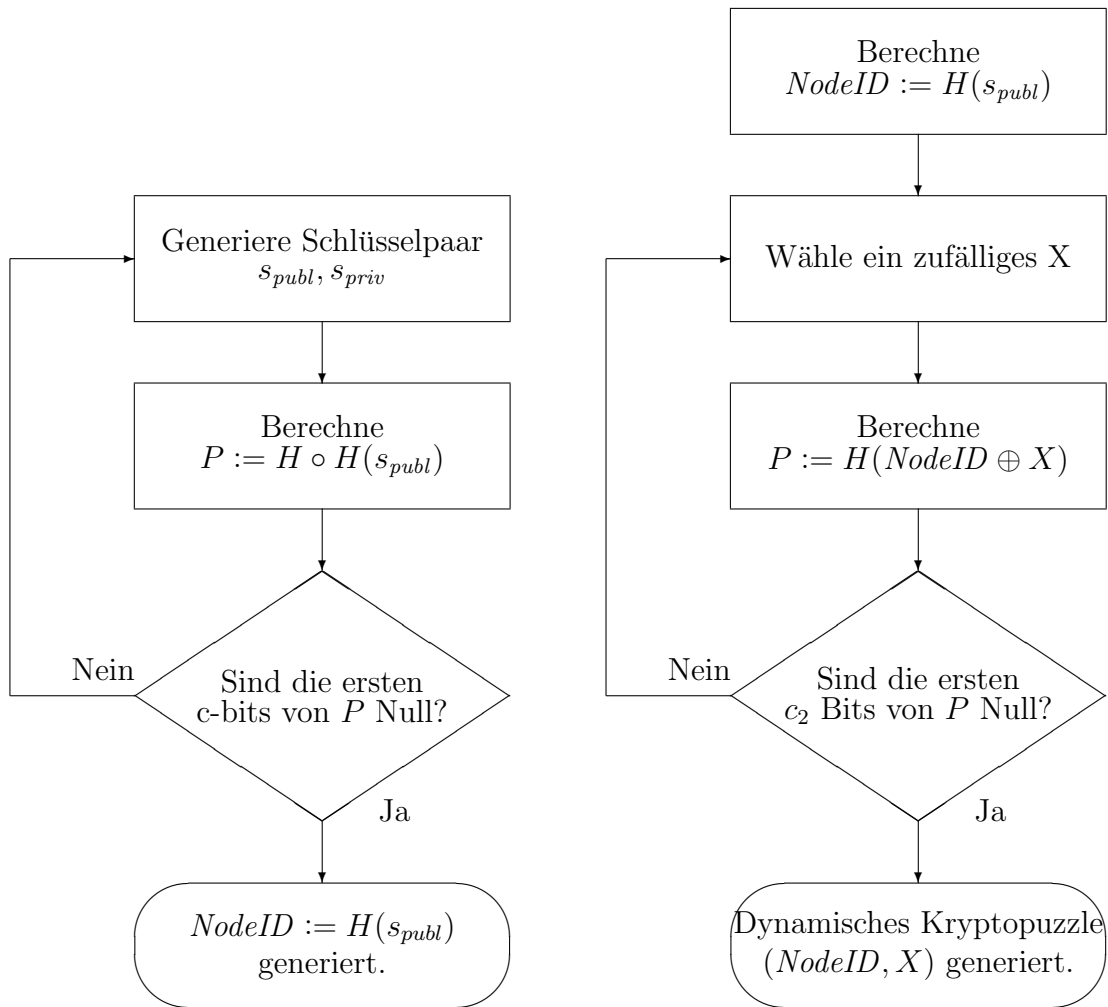 Generiere Schlüsselpaar
s_publ, s_priv
Berechne
P := H ∘ H(s_publ)
Nein
Sind die ersten
c-bits von P Null?
Ja
NodeID := H(s_publ)
generiert.
Berechne
NodeID := H(s_publ)
Wähle ein zufälliges X
Berechne
P := H(NodeID ⊕ X)
Nein
Sind die ersten
c₂ Bits von P Null?
Ja
Dynamisches Kryptopuzzle
(NodeID, X) generiert.